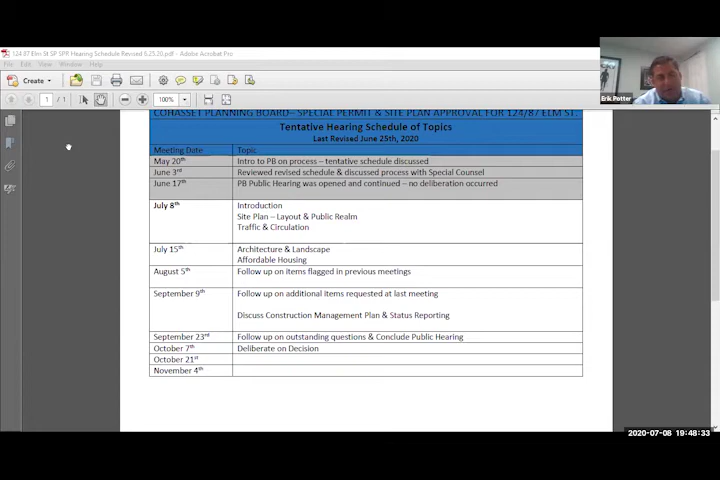 124 87 Elm St SP SPR Hearing Schedule Revised 5.25.20.pdf - Adobe Acrobat Pro
File Edit View Window Help
Create
1 / 1
100%
Erik Potter
COHASSET PLANNING BOARD– SPECIAL PERMIT & SITE PLAN APPROVAL FOR 124/87 ELM ST.
Tentative Hearing Schedule of Topics
Last Revised June 25th, 2020
Meeting Date Topic
May 20th Intro to PB on process – tentative schedule discussed
June 3rd Reviewed revised schedule & discussed process with Special Counsel
June 17th PB Public Hearing was opened and continued – no deliberation occurred
July 8th Introduction
Site Plan – Layout & Public Realm
Traffic & Circulation
July 15th Architecture & Landscape
Affordable Housing
August 5th Follow up on items flagged in previous meetings
September 9th Follow up on additional items requested at last meeting
Discuss Construction Management Plan & Status Reporting
September 23rd Follow up on outstanding questions & Conclude Public Hearing
October 7th Deliberate on Decision
October 21st
November 4th
2020-07-08 19:48:33